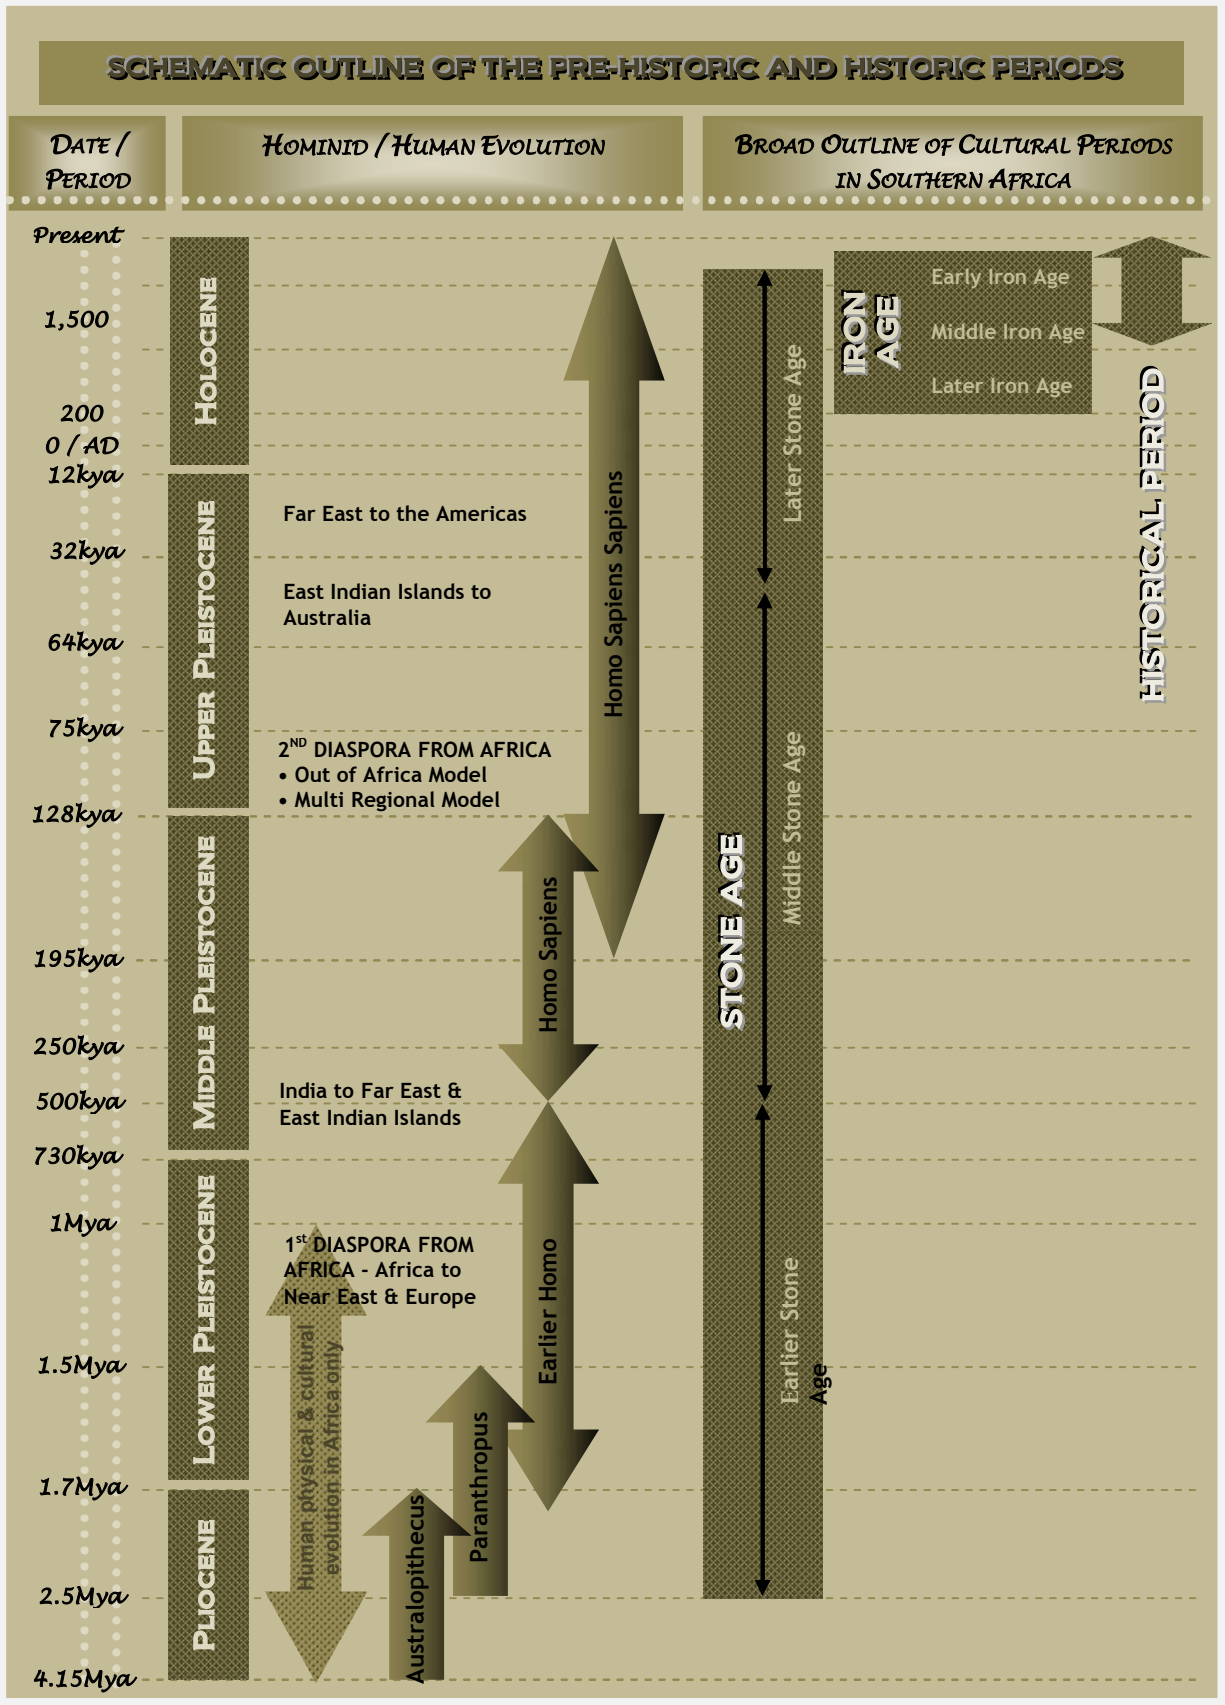 SCHEMATIC OUTLINE OF THE PRE-HISTORIC AND HISTORIC PERIODS
DATE /
PERIOD
HOMINID / HUMAN EVOLUTION
BROAD OUTLINE OF CULTURAL PERIODS
IN SOUTHERN AFRICA
Present
1,500
200
0 / AD
12kya
32kya
64kya
75kya
128kya
195kya
250kya
500kya
730kya
1Mya
1.5Mya
1.7Mya
2.5Mya
4.15Mya
HOLOCENE
UPPER PLEISTOCENE
MIDDLE PLEISTOCENE
LOWER PLEISTOCENE
PLIOCENE
Far East to the Americas
East Indian Islands to
Australia
2ND DIASPORA FROM AFRICA
• Out of Africa Model
• Multi Regional Model
India to Far East &
East Indian Islands
1st DIASPORA FROM
AFRICA - Africa to
Near East & Europe
Human physical & cultural
evolution in Africa only
Australopithecus
Paranthropus
Earlier Homo
Homo Sapiens
Homo Sapiens Sapiens
STONE AGE
Later Stone Age
Middle Stone Age
Earlier Stone
Age
IRON
AGE
Early Iron Age
Middle Iron Age
Later Iron Age
HISTORICAL PERIOD